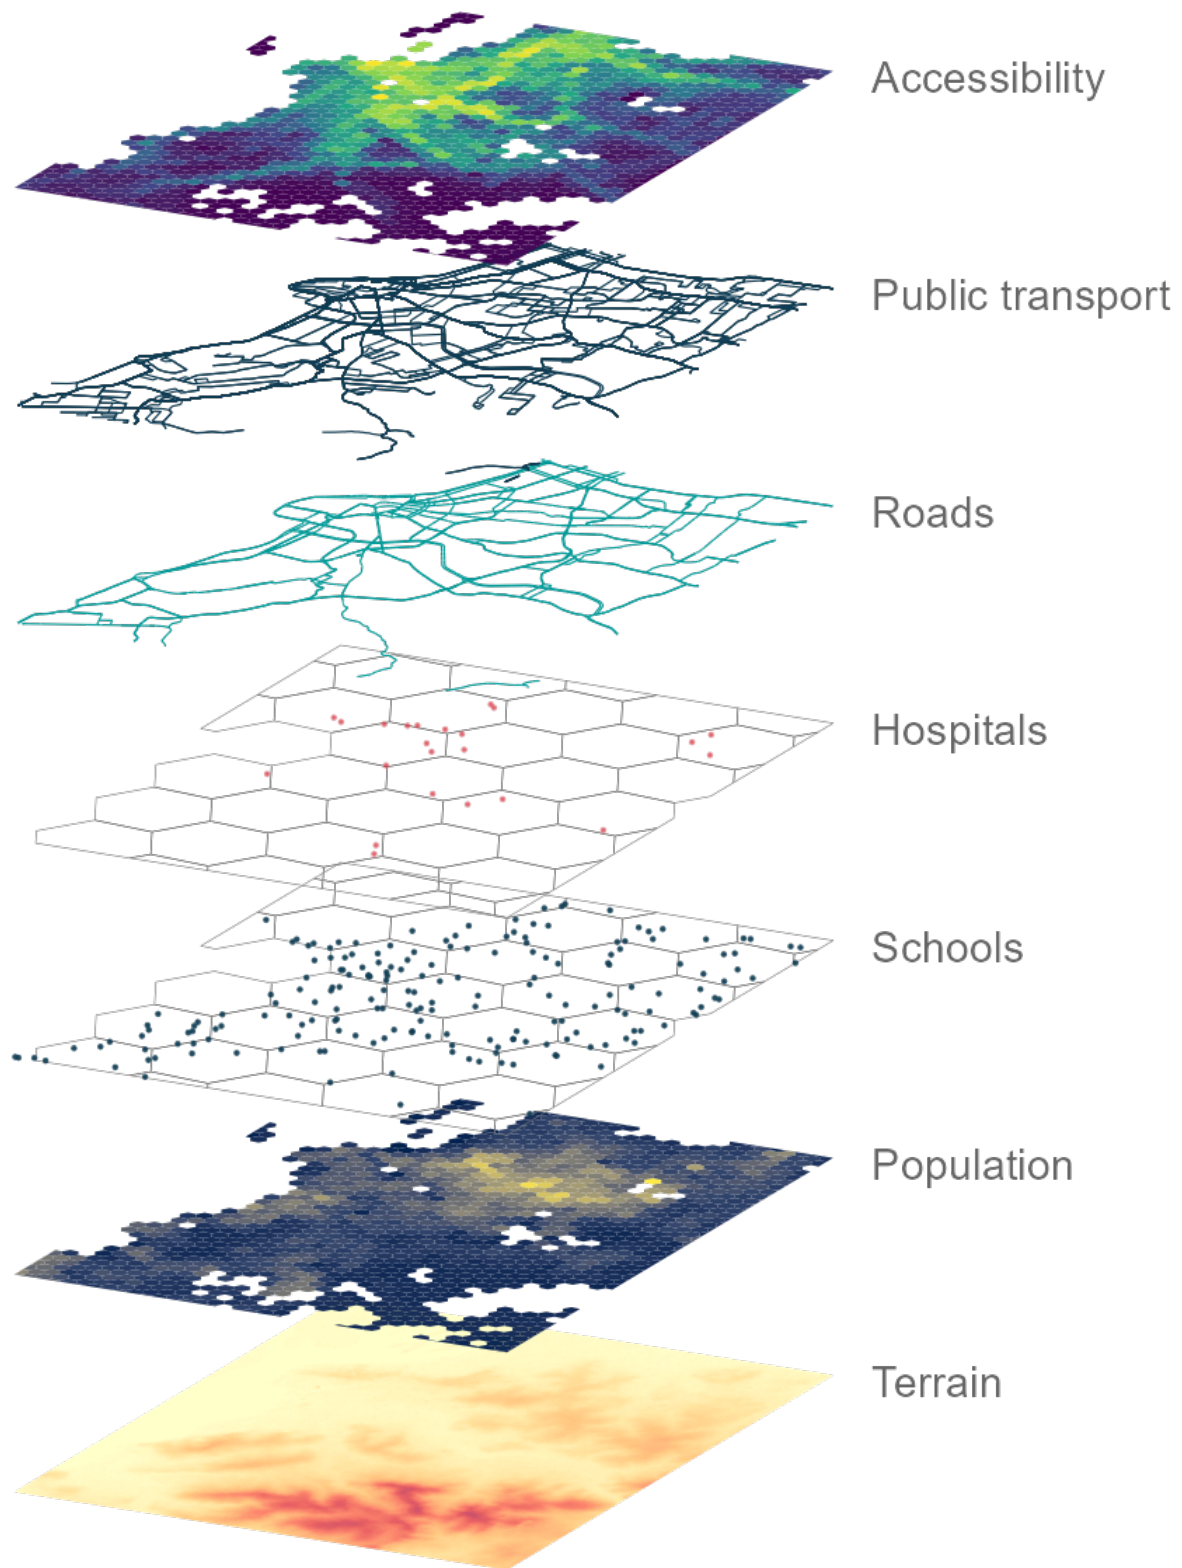 Accessibility
Public transport
Roads
Hospitals
Schools
Population
Terrain